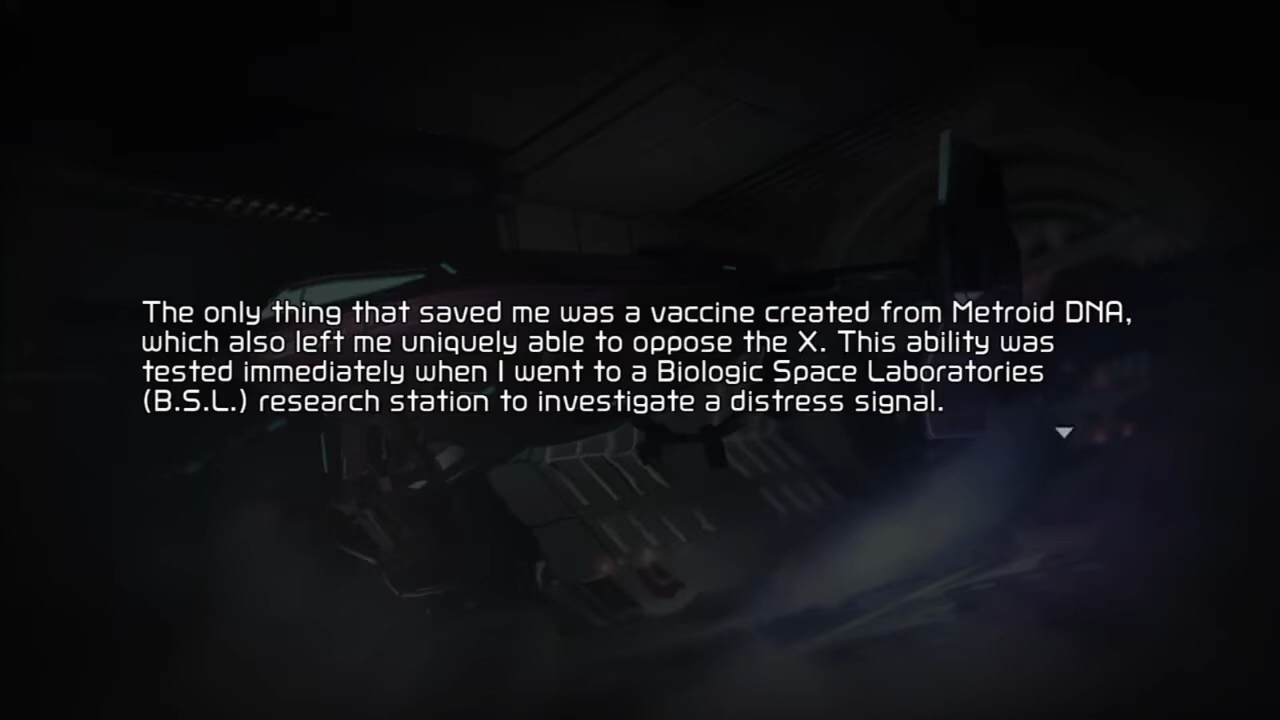 The only thing that saved me was a vaccine created from Metroid DNA,
which also left me uniquely able to oppose the X. This ability was
tested immediately when I went to a Biologic Space Laboratories
(B.S.L.) research station to investigate a distress signal.